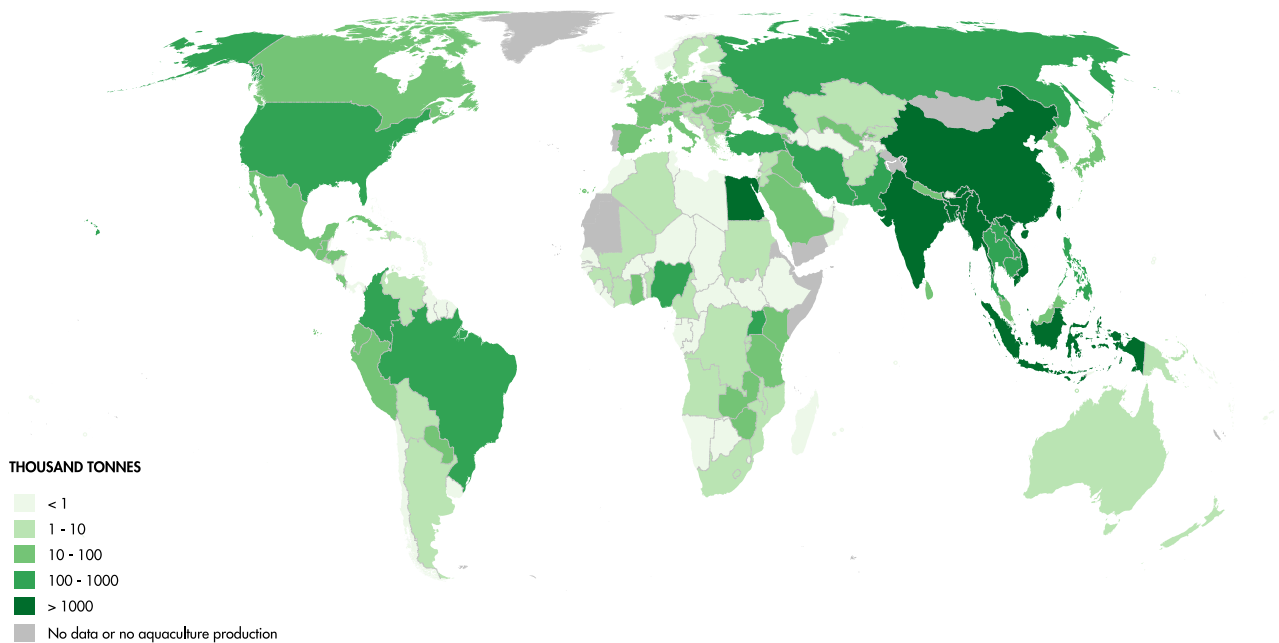 THOUSAND TONNES
< 1
1 - 10
10 - 100
100 - 1000
> 1000
No data or no aquaculture production